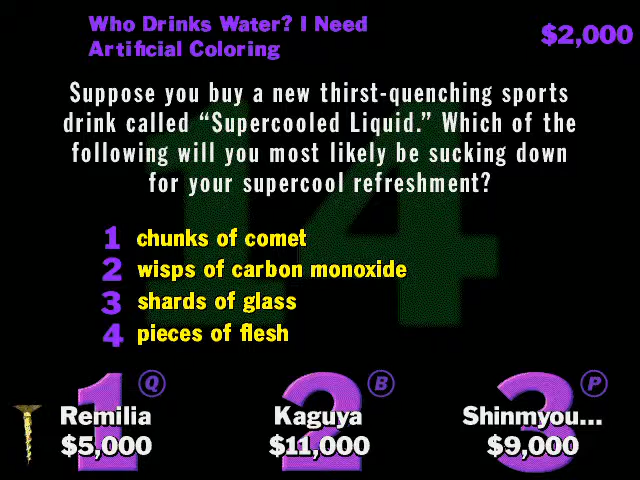 Who Drinks Water? I Need
Artificial Coloring
$2,000
14
Suppose you buy a new thirst-quenching sports
drink called “Supercooled Liquid.” Which of the
following will you most likely be sucking down
for your supercool refreshment?
1 chunks of comet
2 wisps of carbon monoxide
3 shards of glass
4 pieces of flesh
1 Q
Remilia
$5,000
2 B
Kaguya
$11,000
3 P
Shinmyou...
$9,000